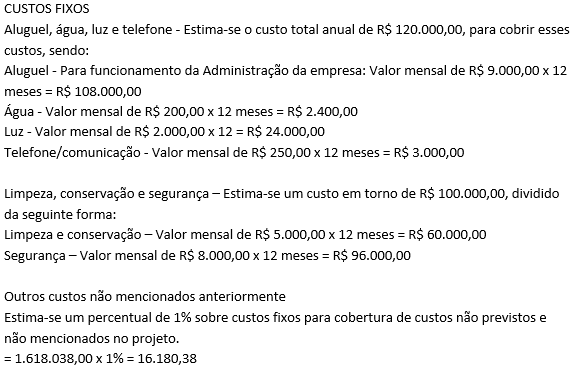 CUSTOS FIXOS
Aluguel, água, luz e telefone - Estima-se o custo total anual de R$ 120.000,00, para cobrir esses
custos, sendo:
Aluguel - Para funcionamento da Administração da empresa: Valor mensal de R$ 9.000,00 x 12
meses = R$ 108.000,00
Água - Valor mensal de R$ 200,00 x 12 meses = R$ 2.400,00
Luz - Valor mensal de R$ 2.000,00 x 12 = R$ 24.000,00
Telefone/comunicação - Valor mensal de R$ 250,00 x 12 meses = R$ 3.000,00
Limpeza, conservação e segurança – Estima-se um custo em torno de R$ 100.000,00, dividido
da seguinte forma:
Limpeza e conservação – Valor mensal de R$ 5.000,00 x 12 meses = R$ 60.000,00
Segurança – Valor mensal de R$ 8.000,00 x 12 meses = R$ 96.000,00
Outros custos não mencionados anteriormente
Estima-se um percentual de 1% sobre custos fixos para cobertura de custos não previstos e
não mencionados no projeto.
= 1.618.038,00 x 1% = 16.180,38